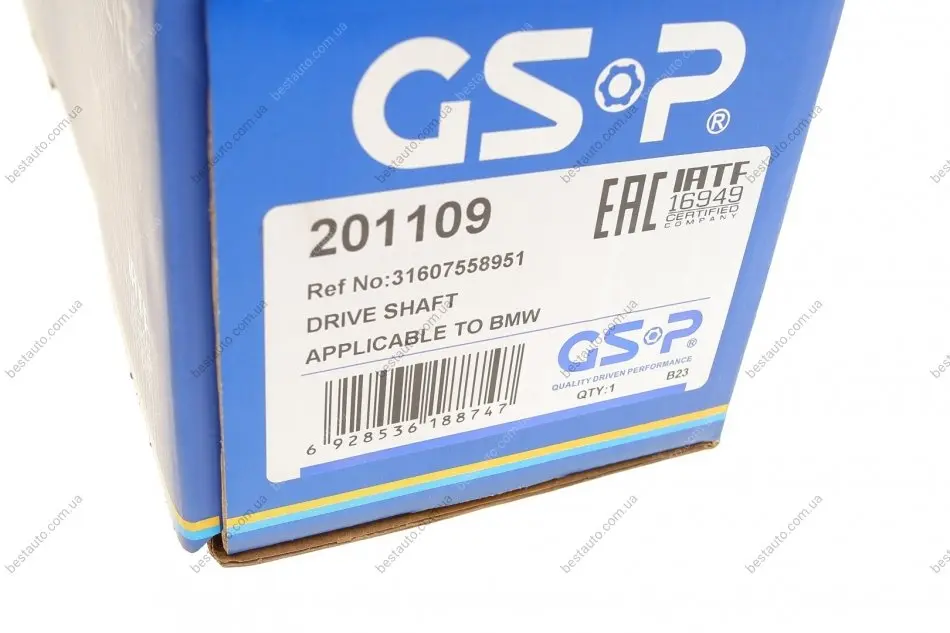 GSP®
201109
EAC
IATF
16949
CERTIFIED
COMPANY
Ref No:31607558951
DRIVE SHAFT
APPLICABLE TO BMW
GSP®
QUALITY DRIVEN PERFORMANCE
QTY:1
B23
6 928536 188747
bestauto.com.ua